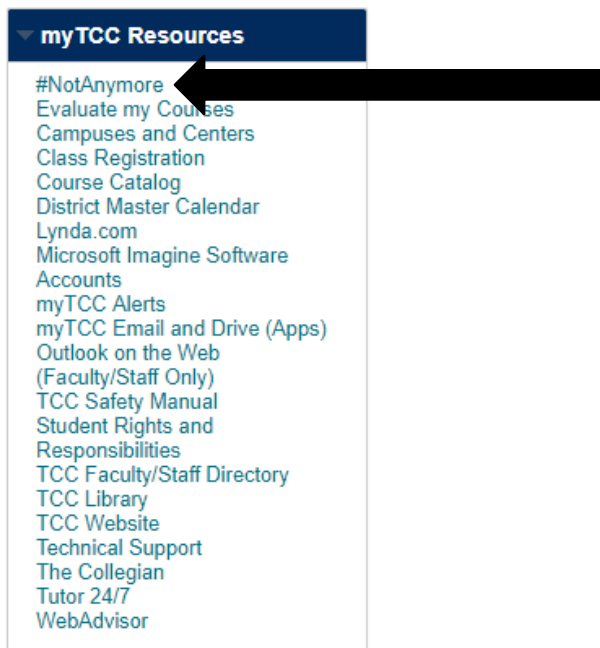 myTCC Resources
#NotAnymore
Evaluate my Courses
Campuses and Centers
Class Registration
Course Catalog
District Master Calendar
Lynda.com
Microsoft Imagine Software
Accounts
myTCC Alerts
myTCC Email and Drive (Apps)
Outlook on the Web
(Faculty/Staff Only)
TCC Safety Manual
Student Rights and
Responsibilities
TCC Faculty/Staff Directory
TCC Library
TCC Website
Technical Support
The Collegian
Tutor 24/7
WebAdvisor